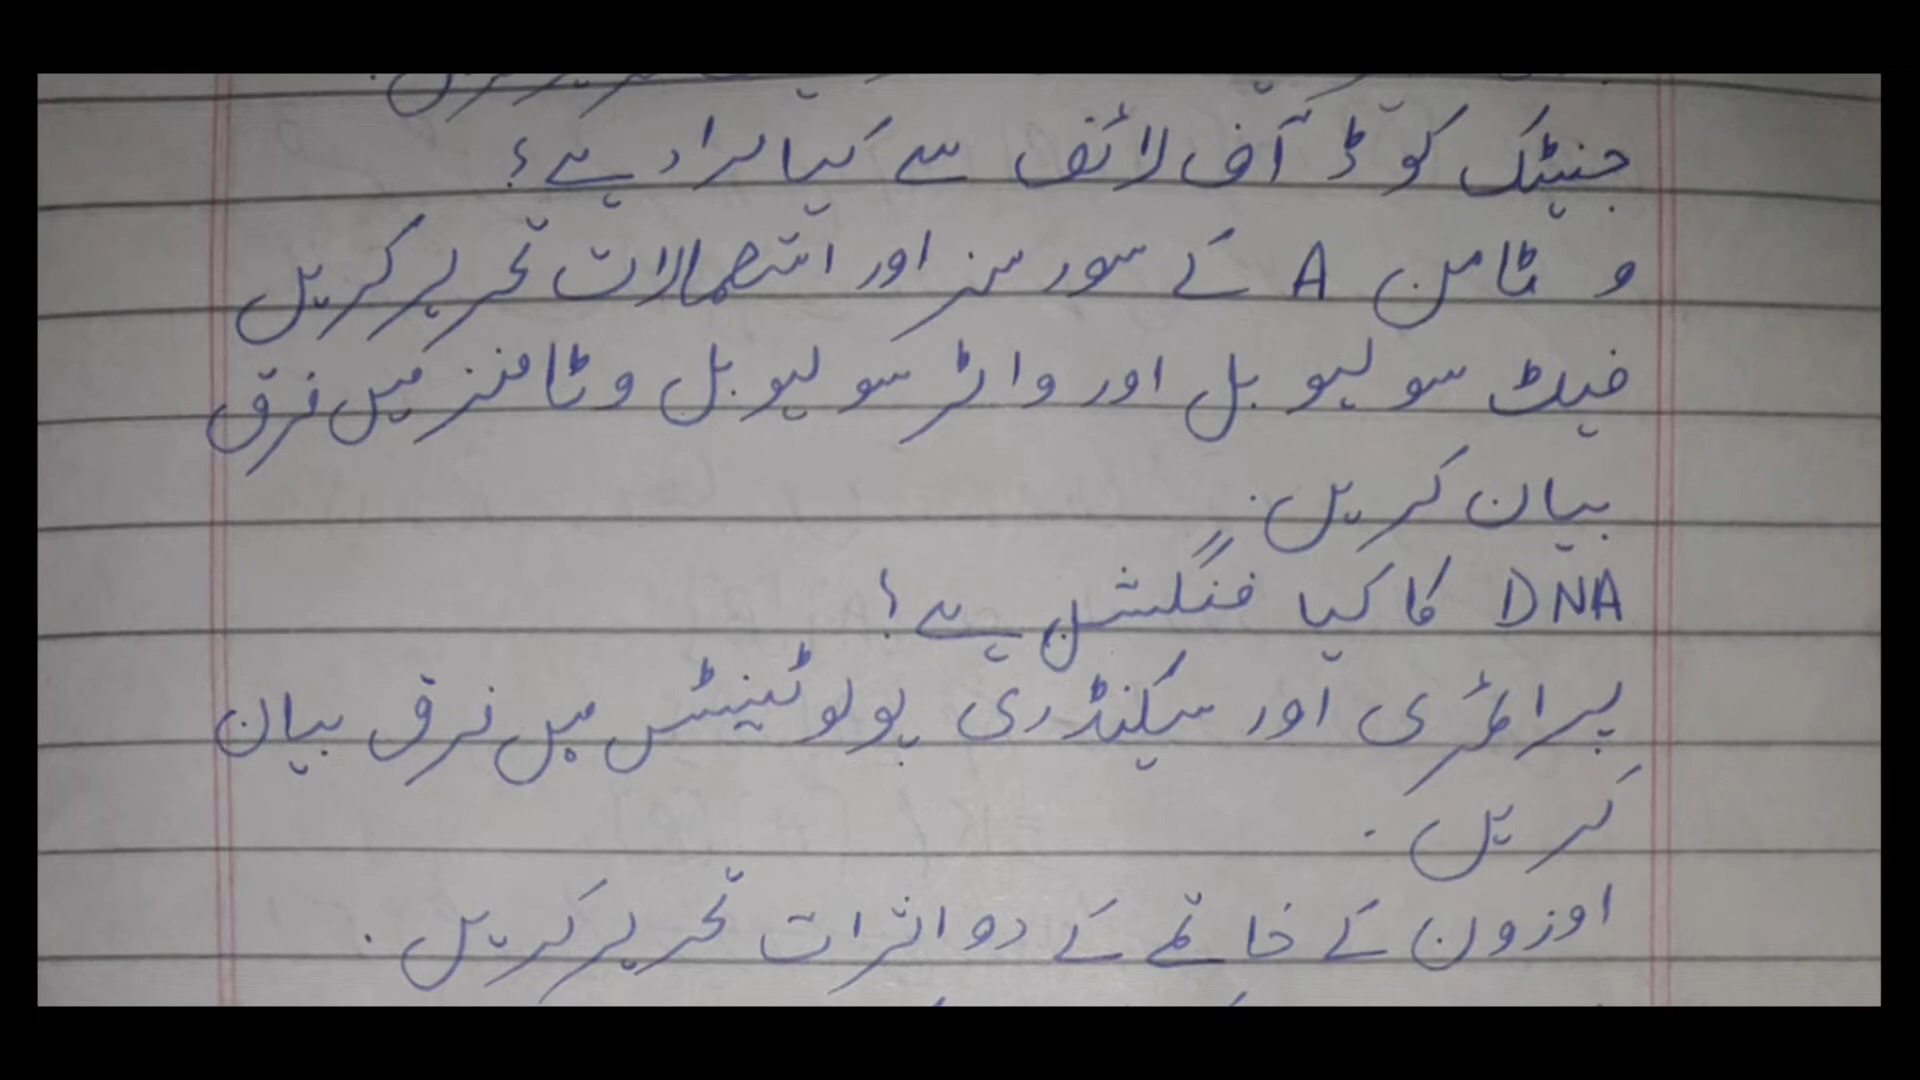 جنیٹک کوڈ آف لائف سے کیا مراد ہے؟
وٹامن A کے سورسز اور استعمالات تحریر کریں
فیٹ سولیوبل اور واٹر سولیوبل وٹامنز میں فرق
بیان کریں.
DNA کا کیا فنگشن ہے؟
پرائمری اور سیکنڈری پولوٹینٹس میں فرق بیان
کریں.
اوزون کے خاتمے کے دو اثرات تحریر کریں.